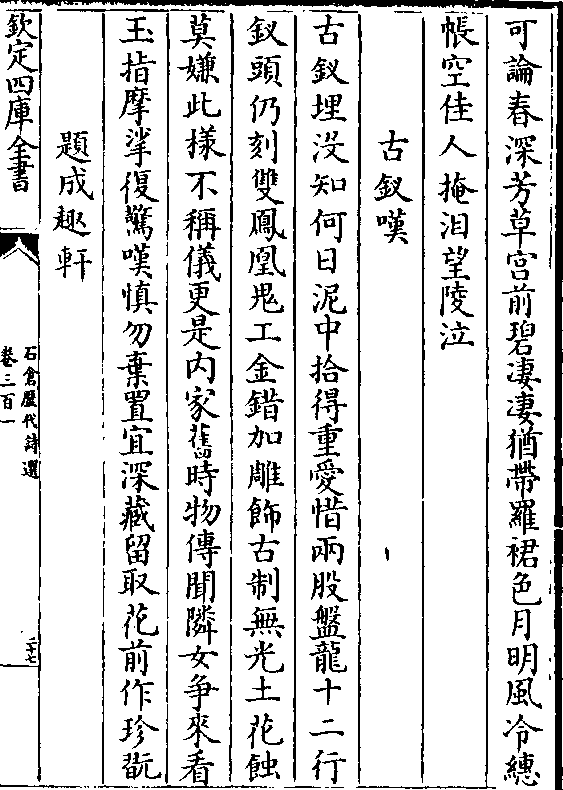 可論春深芳草宫前碧凄凄猶帶羅裙色月明風冷繐
帳空佳人掩泪望陵泣
古釵嘆
古釵埋没知何日泥中拾得重愛惜兩股盤龍十二行
釵頭仍刻雙鳳凰鬼工金錯加雕飾古制無光土花蝕
莫嫌此様不稱儀更是内家舊時物傳聞隣女争來看
玉指摩挲復驚嘆慎勿棄置宜深藏留取花前作珍翫
題成趣軒
欽定四庫全書
石倉歷代詩選
卷三百一
二十七